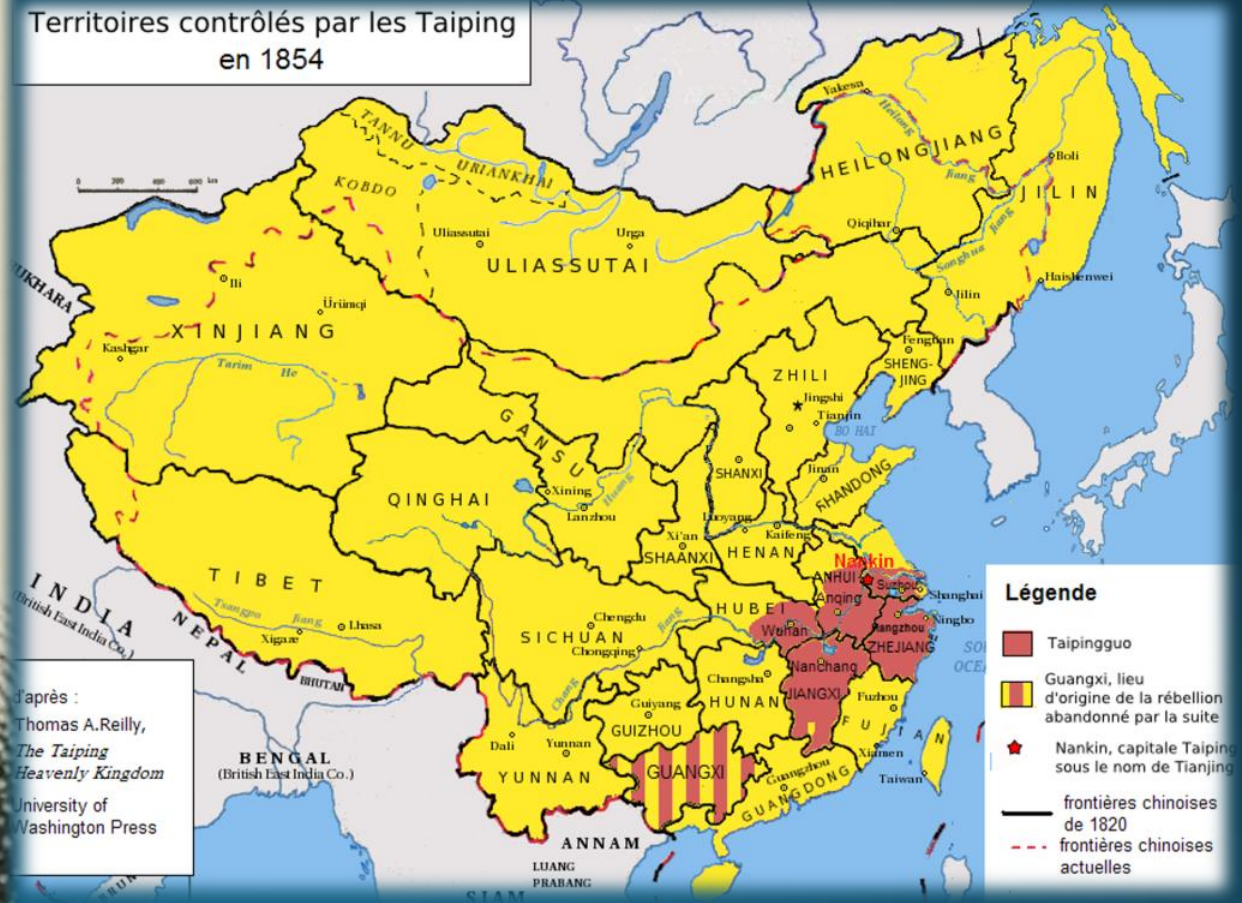 Territoires contrôlés par les Taiping
en 1854
TANNU
URIANKHAI
KOBDO
Uliassutai
Urga
ULIASSUTAI
Yakesa
Heilong
Jiang
HEILONGJIANG
Boli
JILIN
Qiqihar
Songhua Jiang
Haishenwei
Jilin
Fengtian
SHENG-
JING
UKHARA
Ili
Ürümqi
XINJIANG
Kashgar
Tarim He
ZHILI
Jingshi
Tianjin
BO HAI
GANSU
SHANXI
Jinan
QINGHAI
Xining
Lanzhou
Huang
Luoyang
Kaifeng
Xi'an
SHAANXI
HENAN
Nankin
ANHUI
Suzhou
Anqing
Shanghai
TIBET
Tsangpo Jiang
Xigaze
Lhasa
Chengdu
SICHUAN
Chongqing
Jiang
Chang
HUBEI
Wuhan
Hangzhou
Ningbo
ZHEJIANG
Nanchang
Changsha
HUNAN
JIANGXI
Fuzhou
FUJIAN
Guiyang
GUIZHOU
Dali
Yunnan
YUNNAN
GUANGXI
Guangzhou
GUANGDONG
Xiamen
Taiwan
INDIA
(British East India Co.)
NEPAL
BHUTAN
BENGAL
(British East India Co.)
ANNAM
LUANG
PRABANG
SIAM
d'après :
Thomas A.Reilly,
The Taiping
Heavenly Kingdom
University of
Washington Press
Légende
Taipingguo
Guangxi, lieu
d'origine de la rébellion
abandonné par la suite
Nankin, capitale Taiping
sous le nom de Tianjing
frontières chinoises
de 1820
frontières chinoises
actuelles